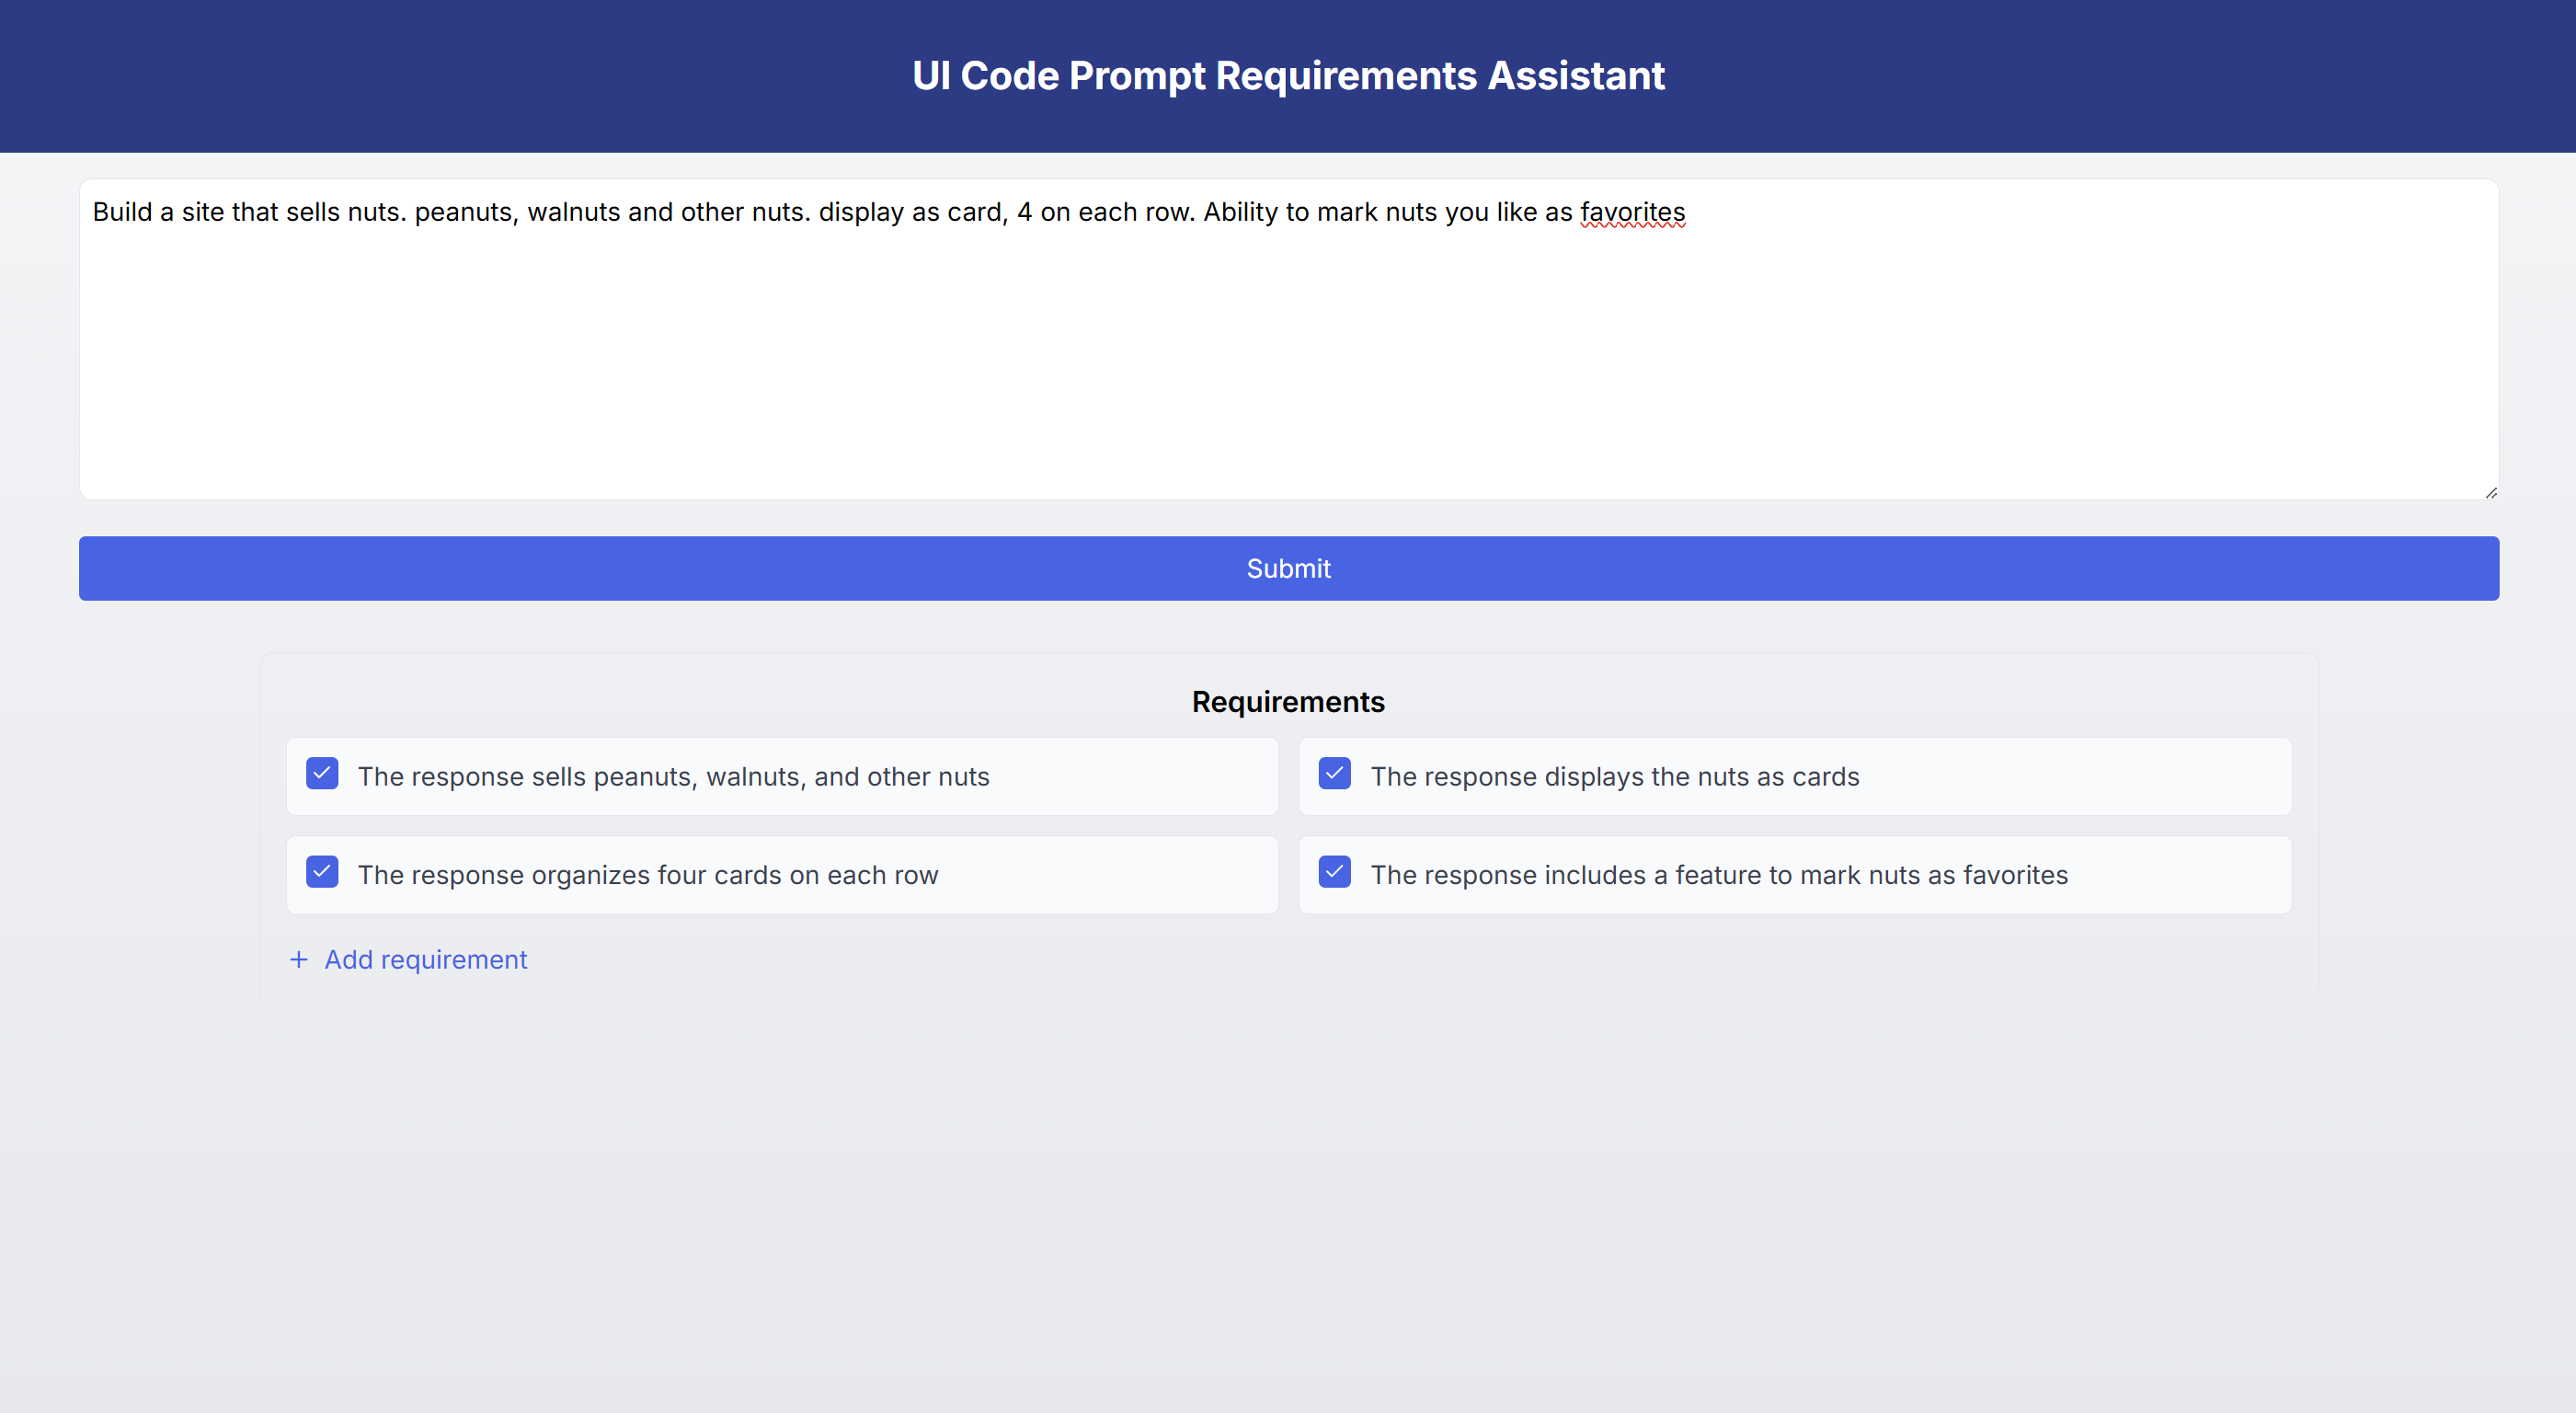 UI Code Prompt Requirements Assistant
Build a site that sells nuts. peanuts, walnuts and other nuts. display as card, 4 on each row. Ability to mark nuts you like as favorites
Submit
Requirements
The response sells peanuts, walnuts, and other nuts
The response displays the nuts as cards
The response organizes four cards on each row
The response includes a feature to mark nuts as favorites
+ Add requirement